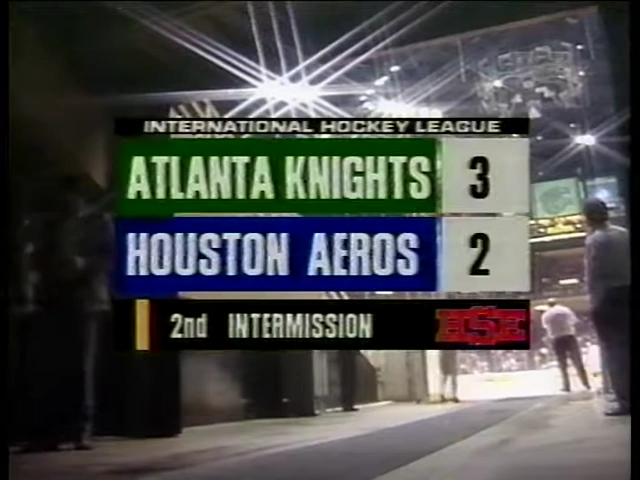 INTERNATIONAL HOCKEY LEAGUE
ATLANTA KNIGHTS 3
HOUSTON AEROS 2
2nd INTERMISSION HSE